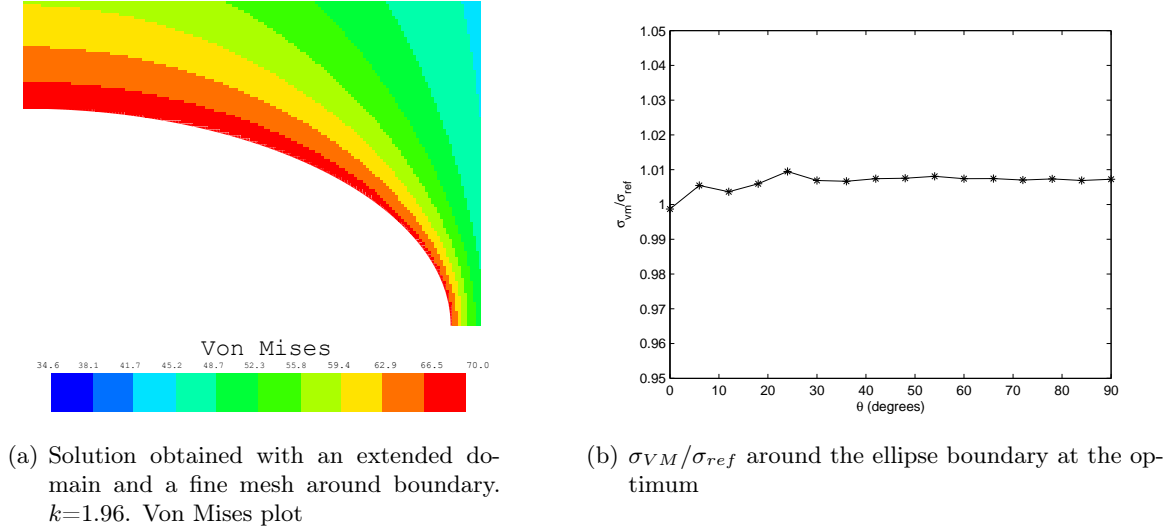 Von Mises
34.6 38.1 41.7 45.2 48.7 52.3 55.8 59.4 62.9 66.5 70.0
(a) Solution obtained with an extended do-
main and a fine mesh around boundary.
k=1.96. Von Mises plot
1.05
1.04
1.03
1.02
1.01
1
0.99
0.98
0.97
0.96
0.95
σvm/σref
0 10 20 30 40 50 60 70 80 90
θ (degrees)
(b) σVM/σref around the ellipse boundary at the op-
timum